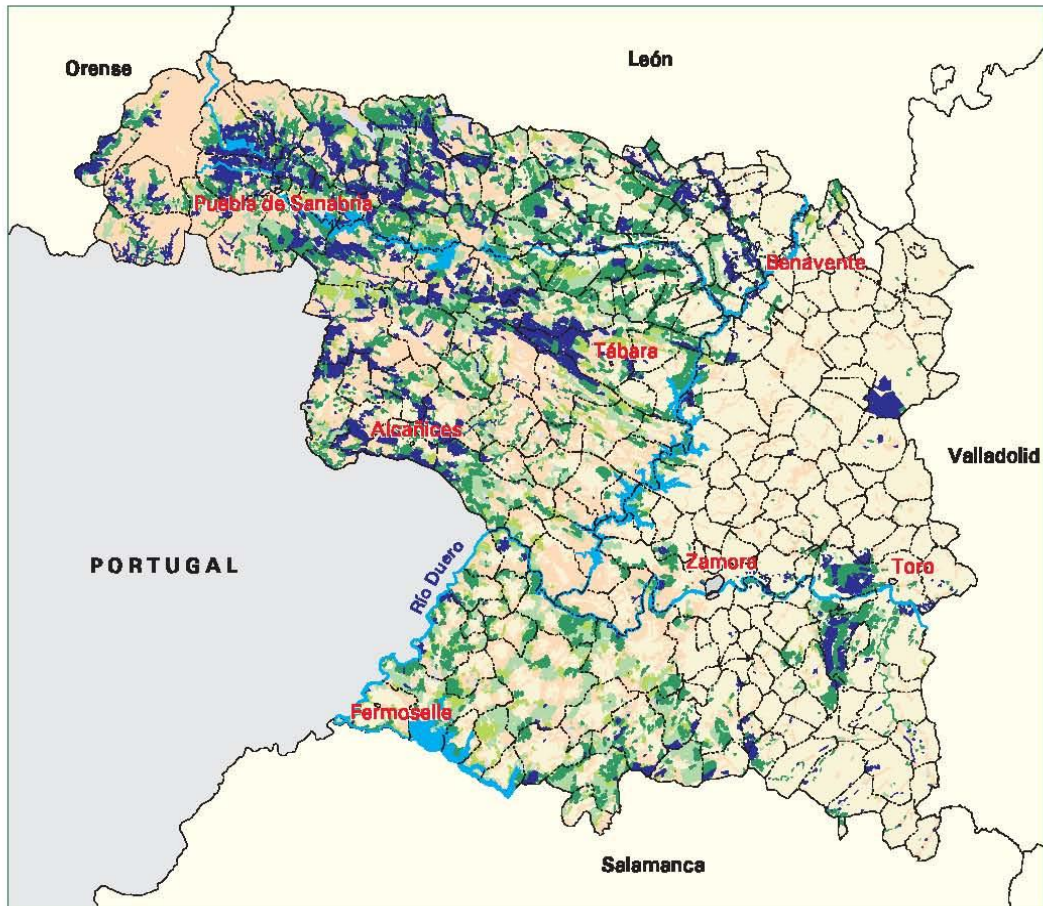 Orense
León
Puebla de Sanabria
Benavente
Tábara
Alcañices
Valladolid
PORTUGAL
Río Duero
Zamora
Toro
Fermoselle
Salamanca